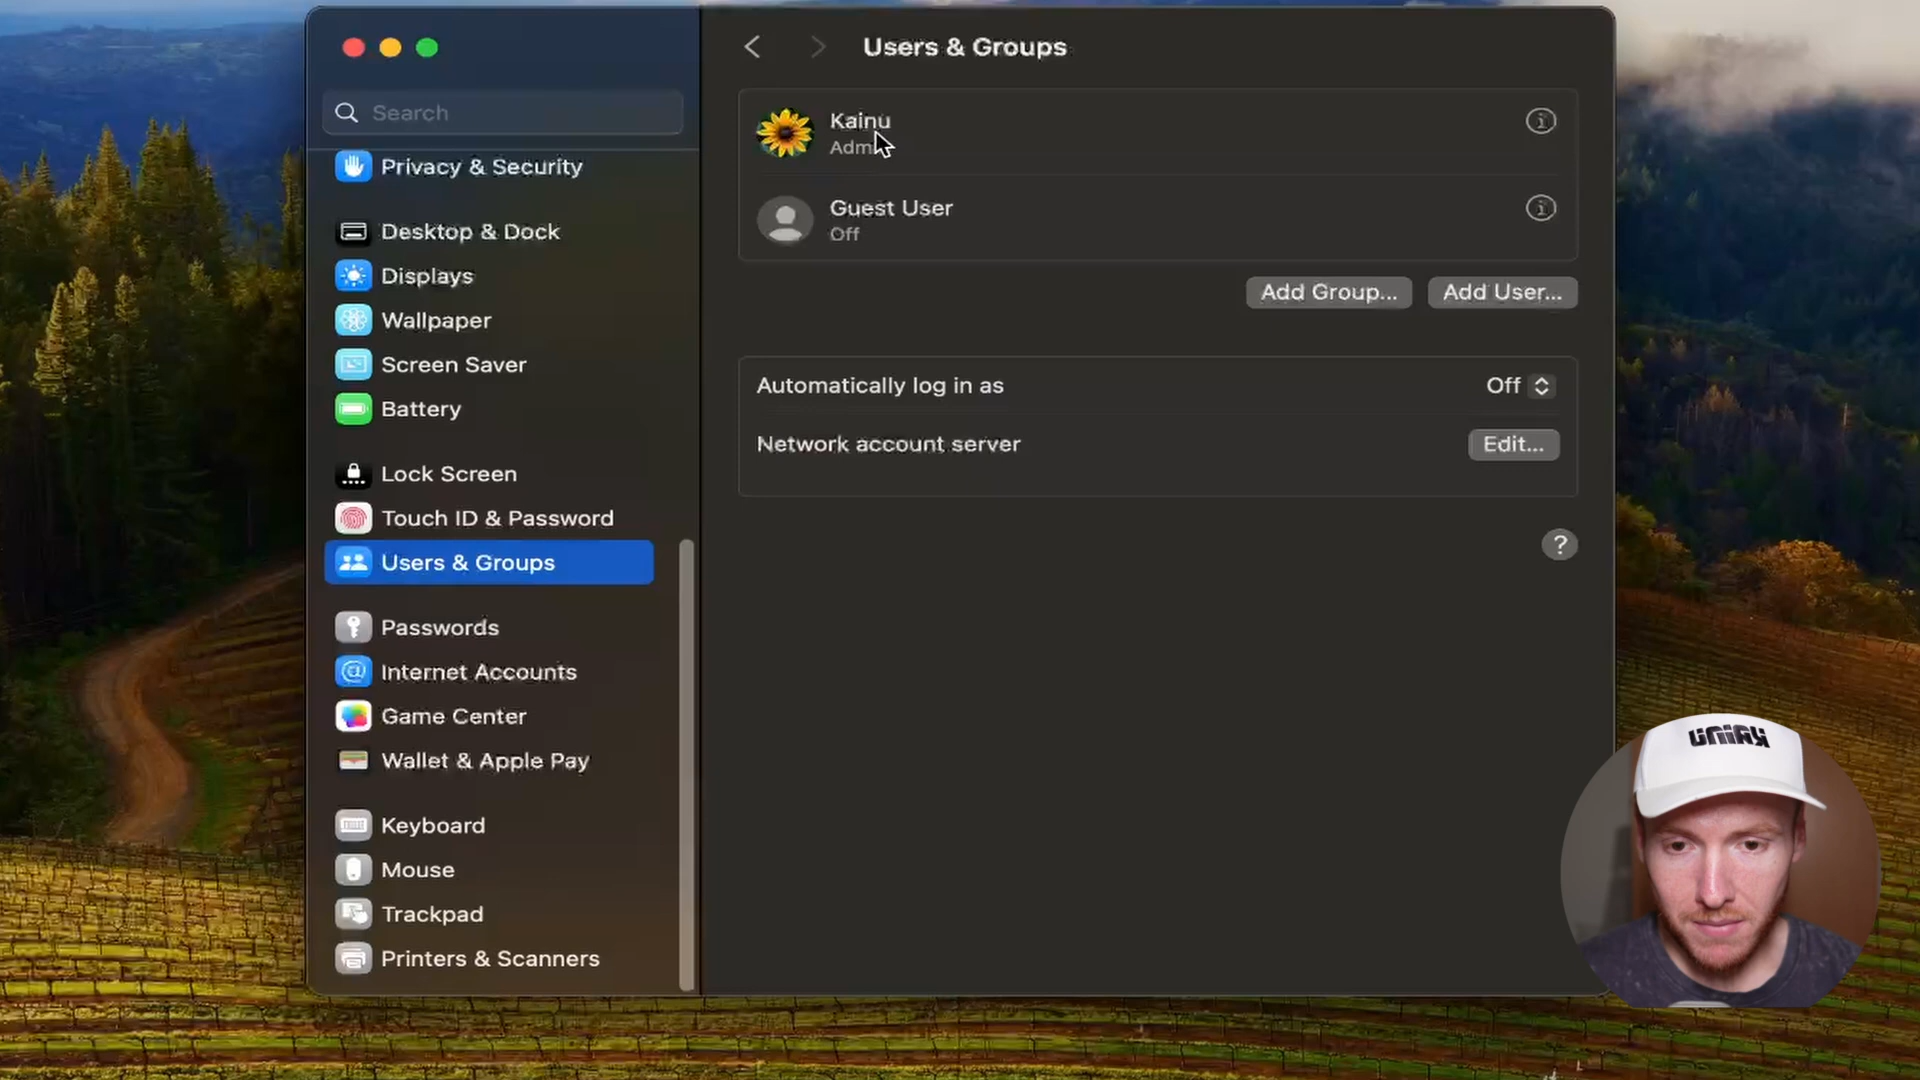 Users & Groups
Search
Privacy & Security
Desktop & Dock
Displays
Wallpaper
Screen Saver
Battery
Lock Screen
Touch ID & Password
Users & Groups
Passwords
Internet Accounts
Game Center
Wallet & Apple Pay
Keyboard
Mouse
Trackpad
Printers & Scanners
Kainu
Guest User
Off
Add Group...
Add User...
Automatically log in as
Off
Network account server
Edit...
?